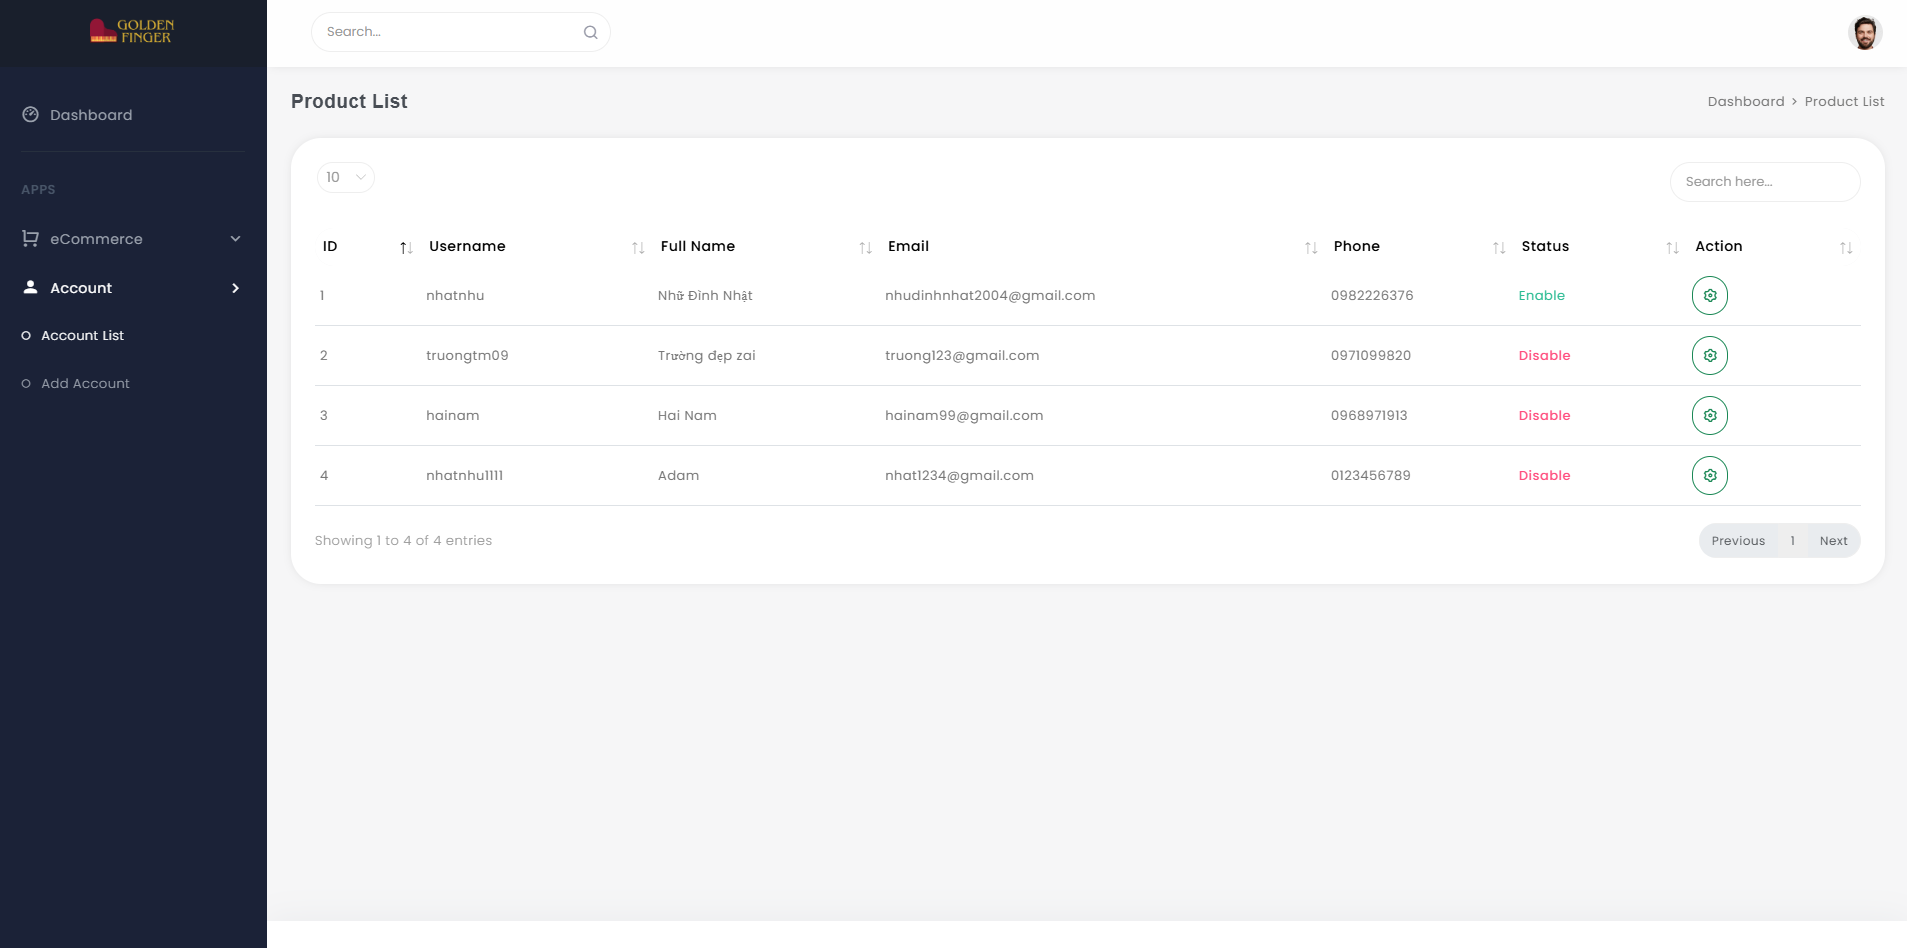 GOLDEN
FINGER
Search...
Dashboard
APPS
eCommerce
Account
Account List
Add Account
Product List
Dashboard > Product List
10
Search here...
ID Username Full Name Email Phone Status Action
1 nhatnhu Nhữ Đình Nhật nhudinhnhat2004@gmail.com 0982226376 Enable
2 truongtm09 Trường đẹp zai truong123@gmail.com 0971099820 Disable
3 hainam Hai Nam hainam99@gmail.com 0968971913 Disable
4 nhatnhu1111 Adam nhat1234@gmail.com 0123456789 Disable
Showing 1 to 4 of 4 entries
Previous 1 Next